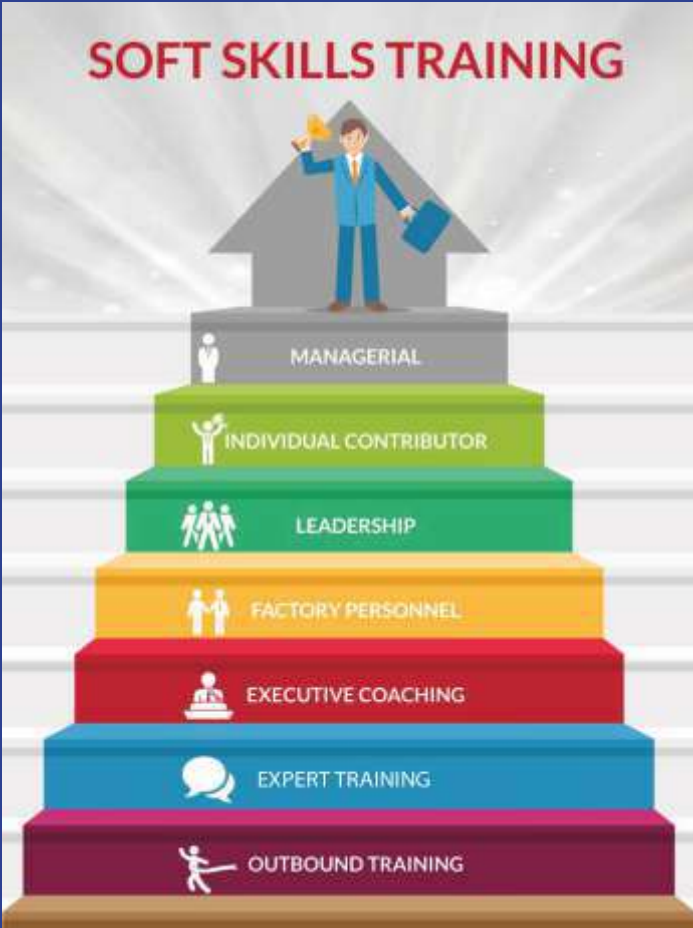 SOFT SKILLS TRAINING
MANAGERIAL
INDIVIDUAL CONTRIBUTOR
LEADERSHIP
FACTORY PERSONNEL
EXECUTIVE COACHING
EXPERT TRAINING
OUTBOUND TRAINING